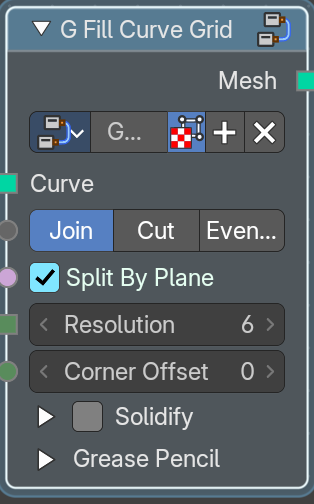 G Fill Curve Grid
Mesh
G...
Curve
Join Cut Even...
Split By Plane
Resolution 6
Corner Offset 0
Solidify
Grease Pencil